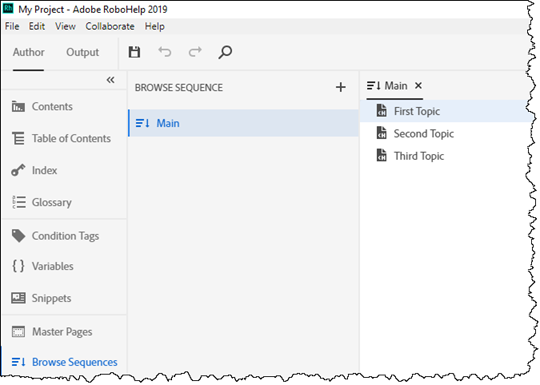 Rh My Project - Adobe RoboHelp 2019
File Edit View Collaborate Help
Author Output
BROWSE SEQUENCE
Main
Main
First Topic
Second Topic
Third Topic
Contents
Table of Contents
Index
Glossary
Condition Tags
Variables
Snippets
Master Pages
Browse Sequences